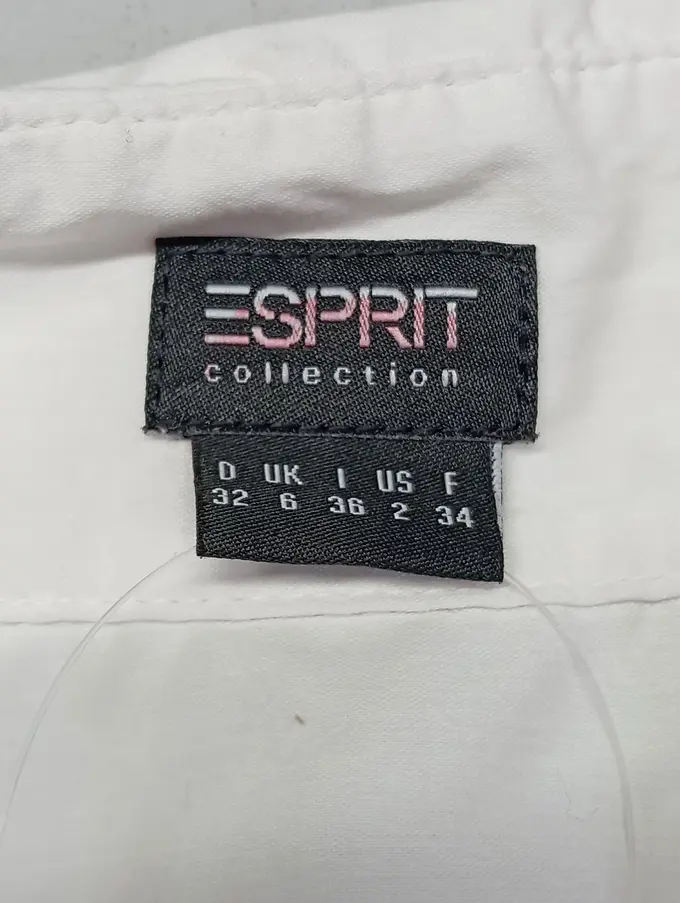 ESPRIT
collection
D UK I US F
32 6 36 2 34